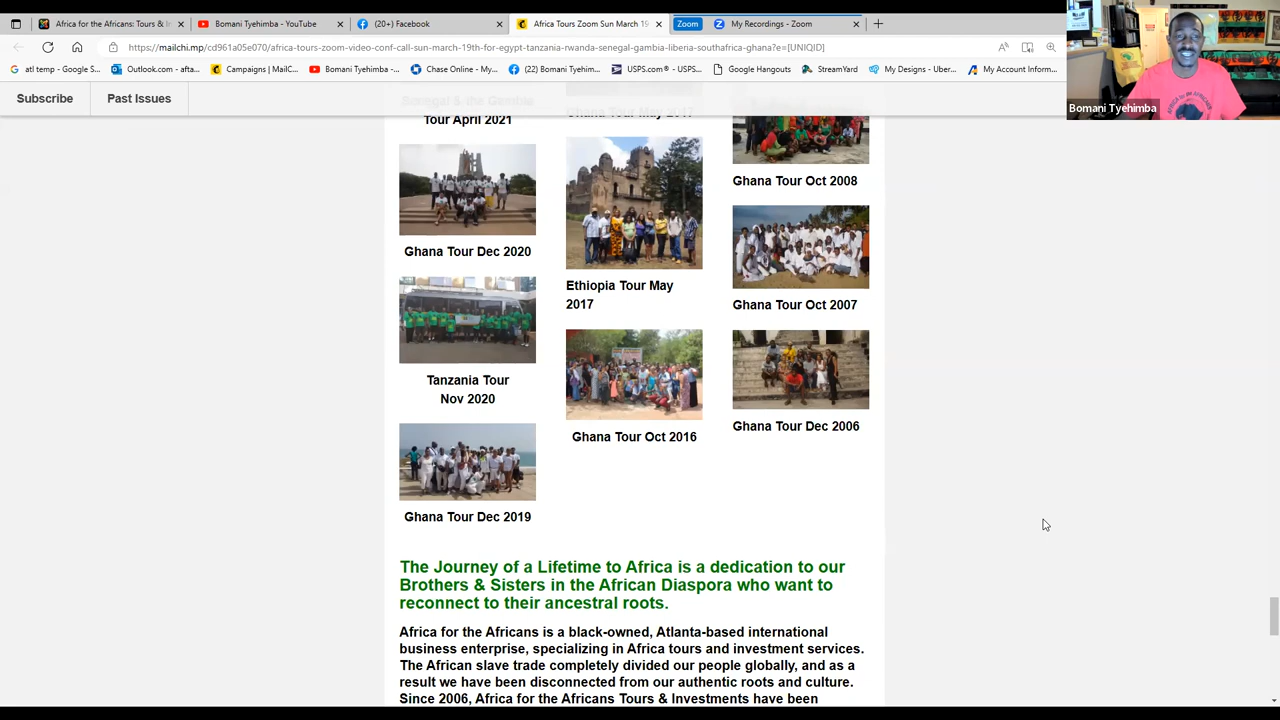 Africa for the Africans: Tours & In
Bomani Tyehimba - YouTube
(20+) Facebook
Africa Tours Zoom Sun March 19
Zoom
My Recordings - Zoom
https://mailchi.mp/cd961a05e070/africa-tours-zoom-video-conf-call-sun-march-19th-for-egypt-tanzania-rwanda-senegal-gambia-liberia-southafrica-ghana?e=[UNIQID]
atl temp - Google S...
Outlook.com - afta...
Campaigns | MailC...
Bomani Tyehimba -...
Chase Online - My...
USPS.com® - USPS...
Google Hangouts
StreamYard
My Designs - Uber...
My Account Inform...
Bomani Tyehimba
Subscribe
Past Issues
Senegal & the Gambia
Tour April 2021
Ghana Tour May 2017
Ghana Tour Oct 2008
Ghana Tour Dec 2020
Ethiopia Tour May
2017
Ghana Tour Oct 2007
Tanzania Tour
Nov 2020
Ghana Tour Oct 2016
Ghana Tour Dec 2006
Ghana Tour Dec 2019
The Journey of a Lifetime to Africa is a dedication to our
Brothers & Sisters in the African Diaspora who want to
reconnect to their ancestral roots.
Africa for the Africans is a black-owned, Atlanta-based international
business enterprise, specializing in Africa tours and investment services.
The African slave trade completely divided our people globally, and as a
result we have been disconnected from our authentic roots and culture.
Since 2006, Africa for the Africans Tours & Investments have been